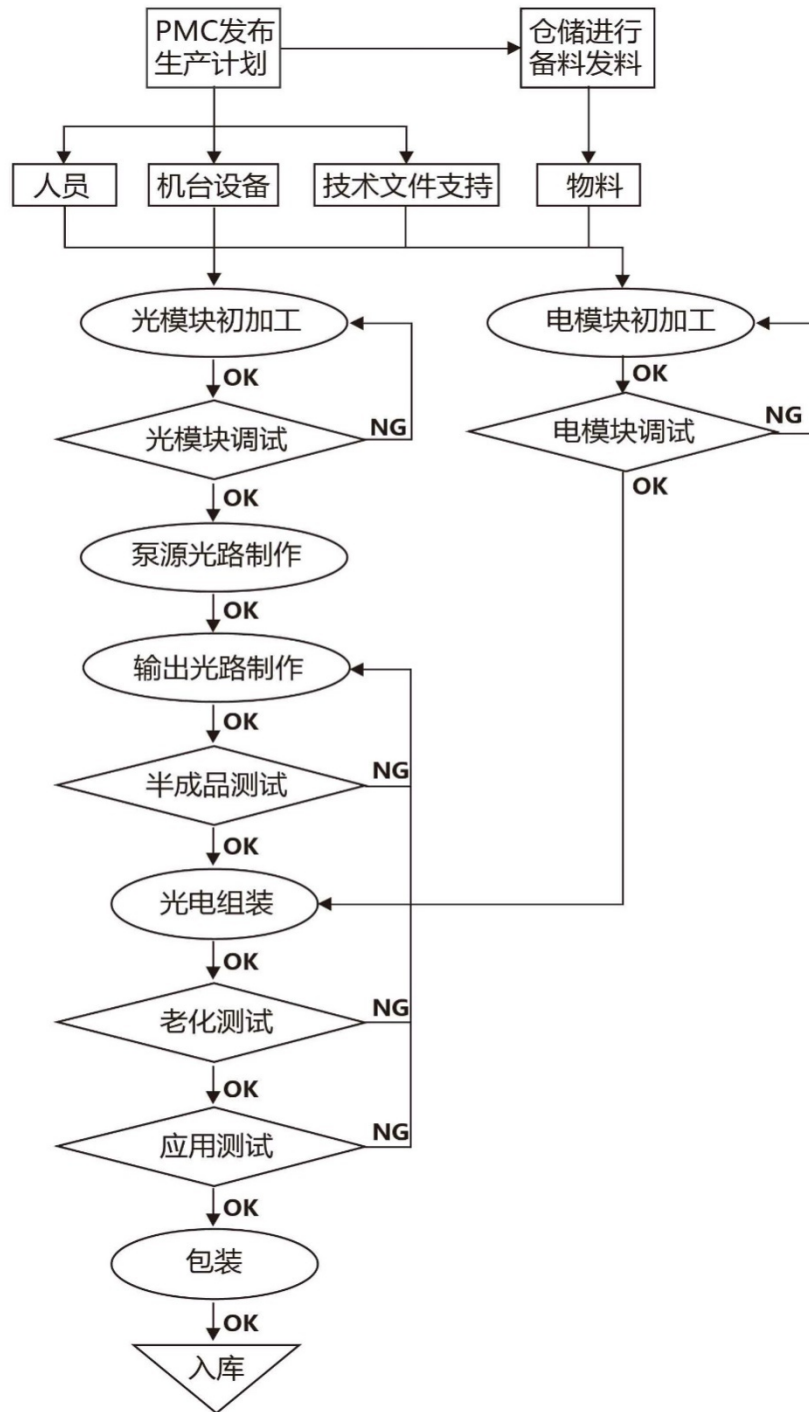 PMC发布
生产计划
仓储进行
备料发料
人员
机台设备
技术文件支持
物料
光模块初加工
电模块初加工
OK
OK
光模块调试
NG
电模块调试
NG
OK
OK
泵源光路制作
OK
输出光路制作
OK
半成品测试
NG
OK
光电组装
OK
老化测试
NG
OK
应用测试
NG
OK
包装
OK
入库